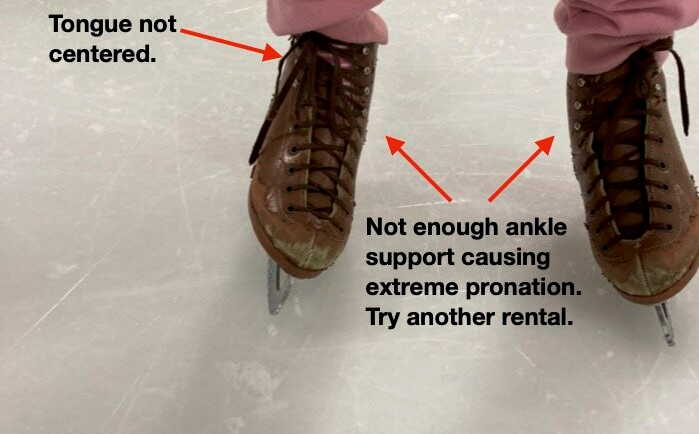 Tongue not
centered.
Not enough ankle
support causing
extreme pronation.
Try another rental.